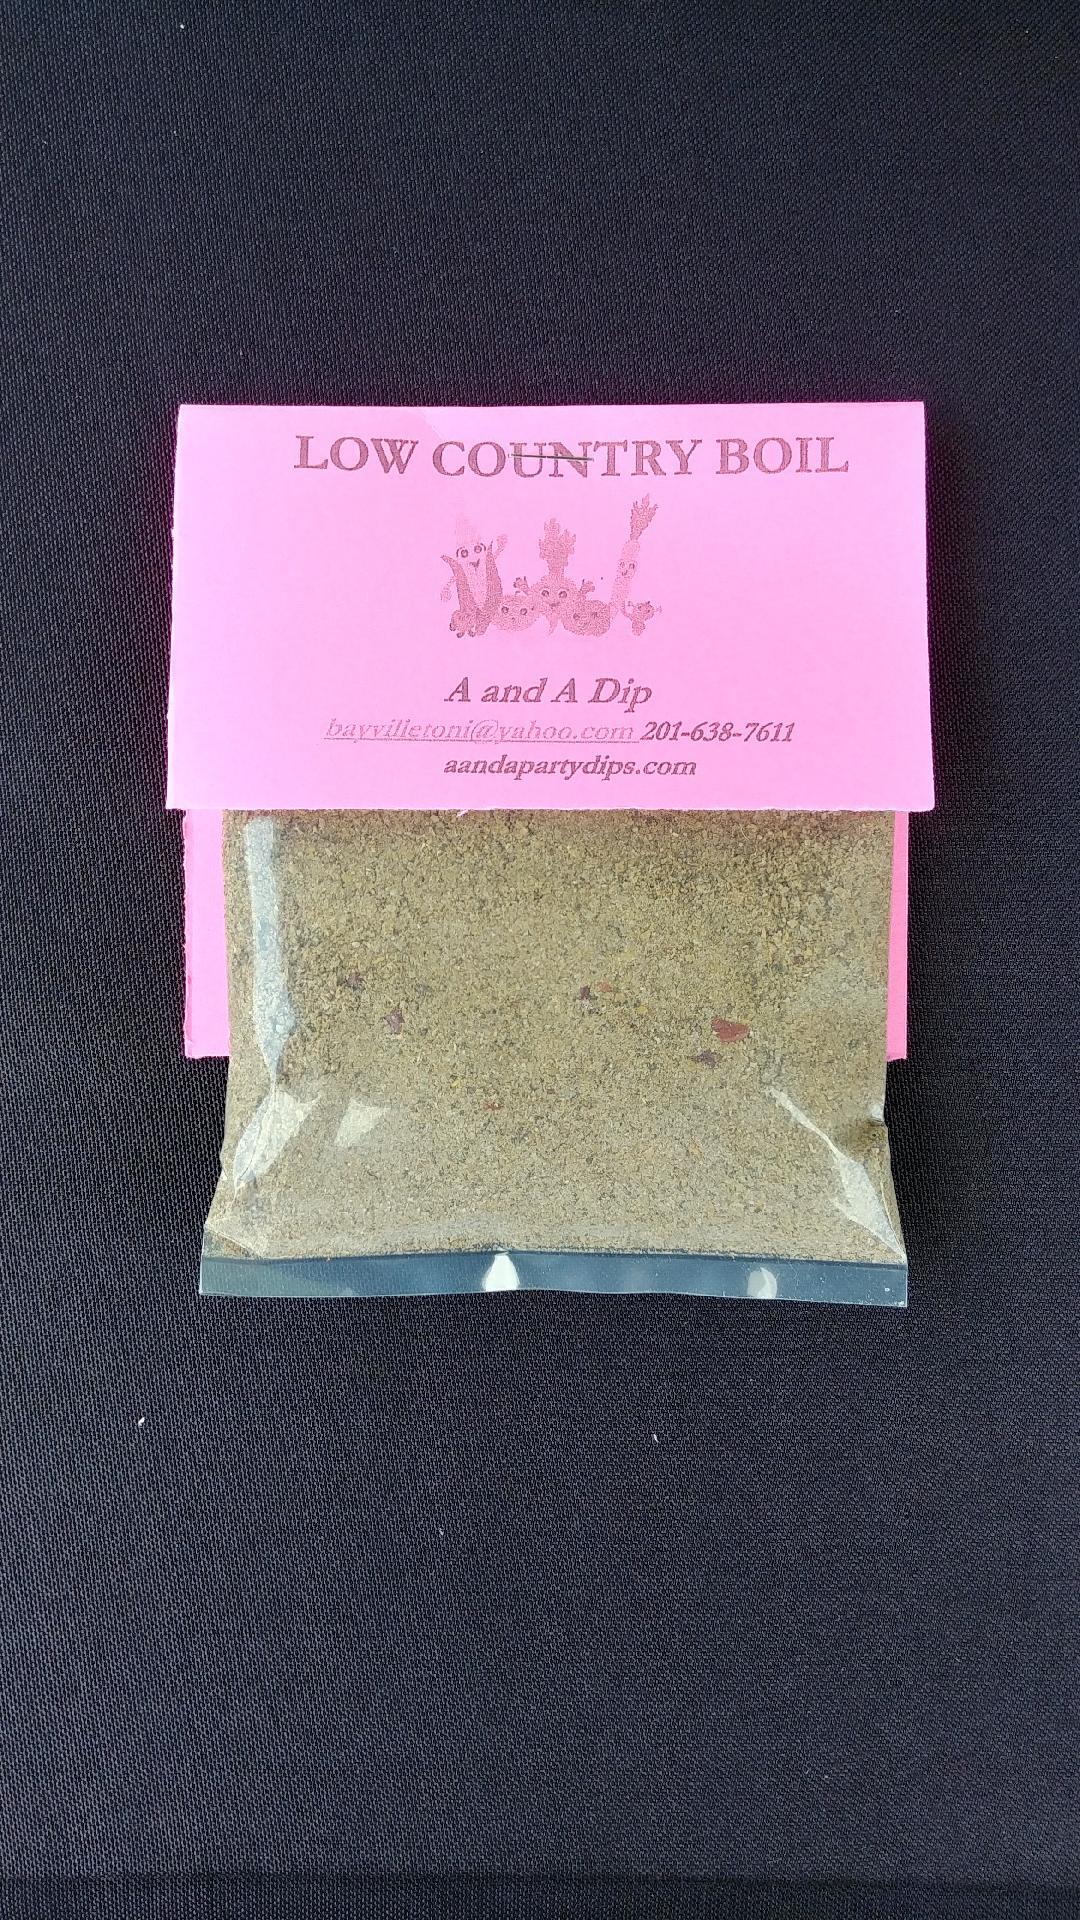 LOW COUNTRY BOIL
A and A Dip
bayvilletoni@yahoo.com 201-638-7611
aandapartydips.com